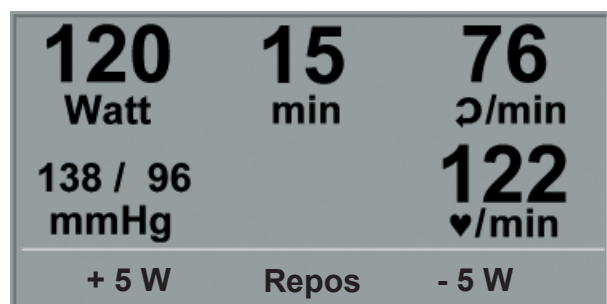 120 15 76
Watt min /min
138 / 96 122
mmHg ♥/min
+ 5 W Repos - 5 W